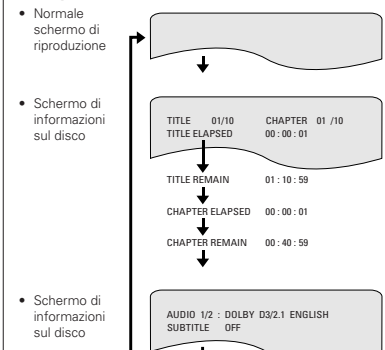 • Normale
schermo di
riproduzione
• Schermo di
informazioni
sul disco
TITLE 01/10 CHAPTER 01 /10
TITLE ELAPSED 00 : 00 : 01
TITLE REMAIN 01 : 10 : 59
CHAPTER ELAPSED 00 : 00 : 01
CHAPTER REMAIN 00 : 40 : 59
• Schermo di
informazioni
sul disco
AUDIO 1/2 : DOLBY D3/2.1 ENGLISH
SUBTITLE OFF